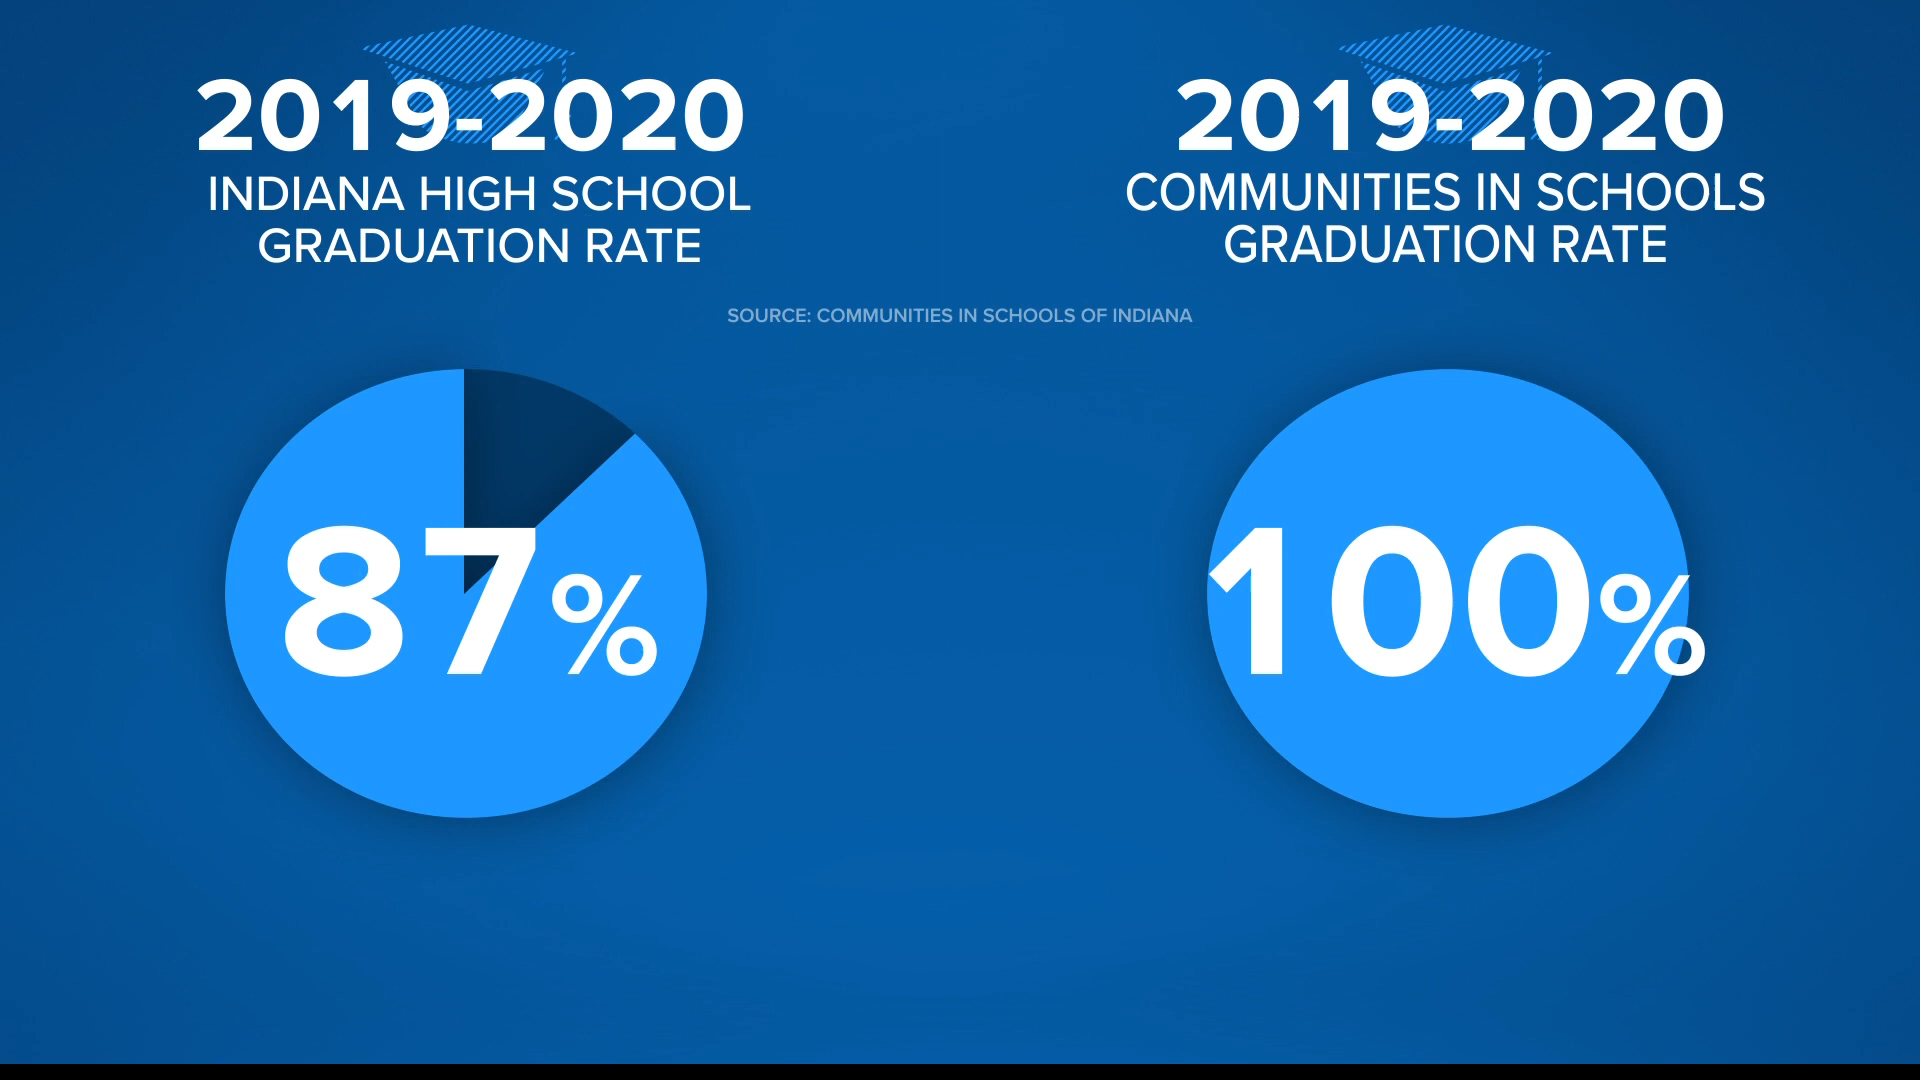 2019-2020
INDIANA HIGH SCHOOL
GRADUATION RATE
2019-2020
COMMUNITIES IN SCHOOLS
GRADUATION RATE
SOURCE: COMMUNITIES IN SCHOOLS OF INDIANA
87%
100%